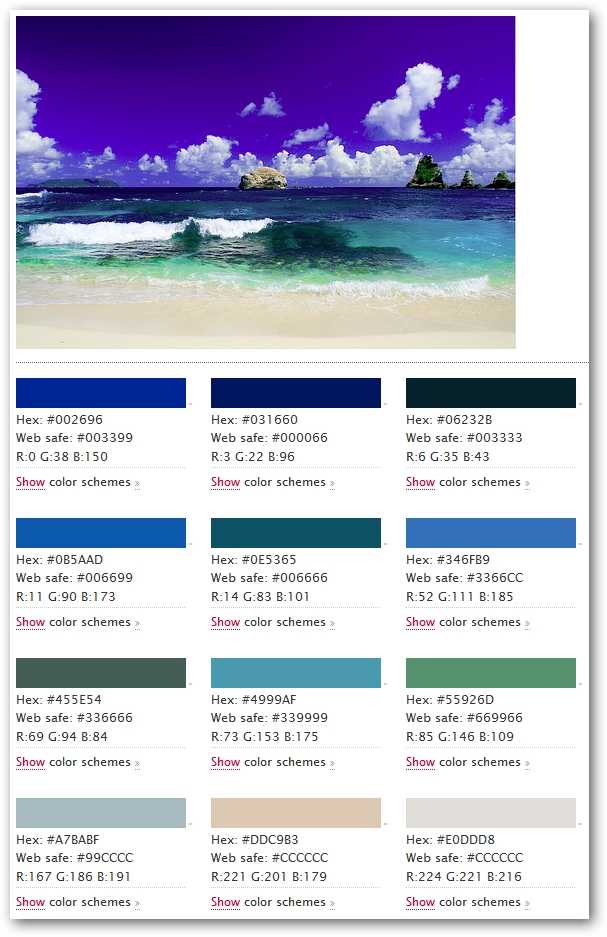 Hex: #002696
Web safe: #003399
R:0 G:38 B:150
Show color schemes »
Hex: #031660
Web safe: #000066
R:3 G:22 B:96
Show color schemes »
Hex: #06232B
Web safe: #003333
R:6 G:35 B:43
Show color schemes »
Hex: #0B5AAD
Web safe: #006699
R:11 G:90 B:173
Show color schemes »
Hex: #0E5365
Web safe: #006666
R:14 G:83 B:101
Show color schemes »
Hex: #346FB9
Web safe: #3366CC
R:52 G:111 B:185
Show color schemes »
Hex: #455E54
Web safe: #336666
R:69 G:94 B:84
Show color schemes »
Hex: #4999AF
Web safe: #339999
R:73 G:153 B:175
Show color schemes »
Hex: #55926D
Web safe: #669966
R:85 G:146 B:109
Show color schemes »
Hex: #A7BABF
Web safe: #99CCCC
R:167 G:186 B:191
Show color schemes »
Hex: #DDC9B3
Web safe: #CCCCCC
R:221 G:201 B:179
Show color schemes »
Hex: #E0DDD8
Web safe: #CCCCCC
R:224 G:221 B:216
Show color schemes »